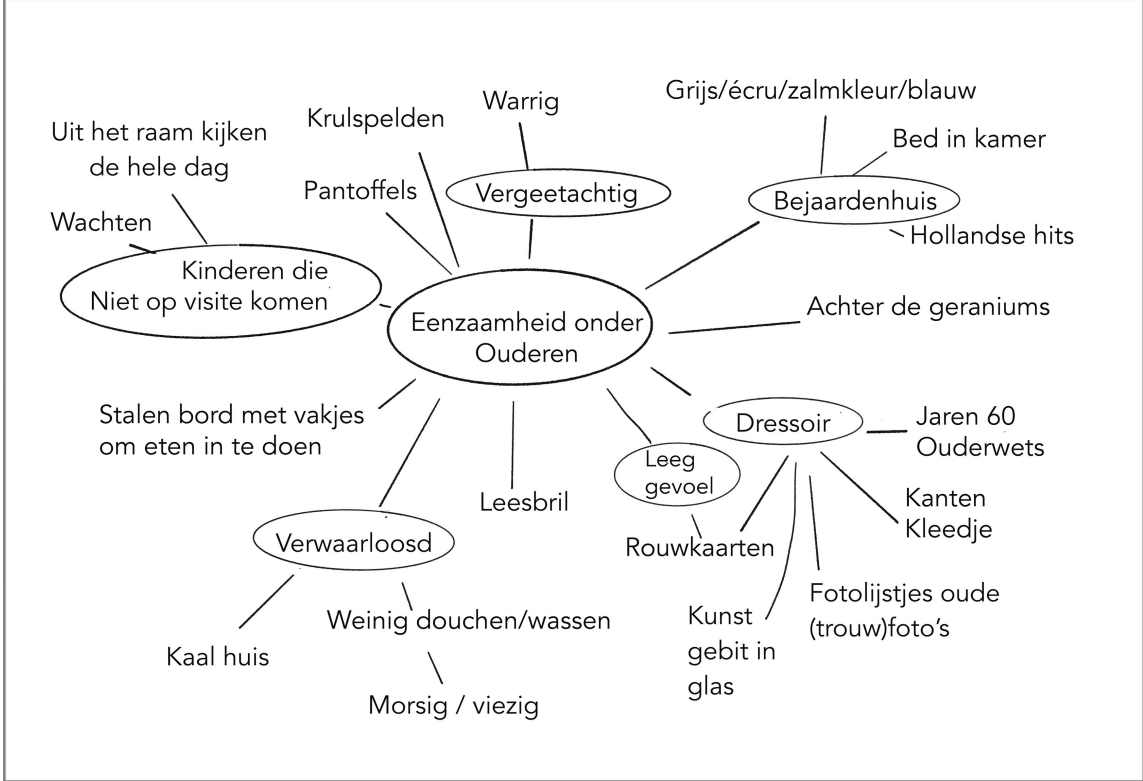 Grijs/écru/zalmkleur/blauw
Warrig
Krulspelden
Uit het raam kijken
de hele dag
Bed in kamer
Pantoffels
Vergeetachtig
Bejaardenhuis
Wachten
Hollandse hits
Kinderen die
Niet op visite komen
Achter de geraniums
Eenzaamheid onder
Ouderen
Stalen bord met vakjes
om eten in te doen
Dressoir
Jaren 60
Ouderwets
Leeg
gevoel
Leesbril
Kanten
Kleedje
Verwaarloosd
Rouwkaarten
Fotolijstjes oude
(trouw)foto's
Kunst
gebit in
glas
Weinig douchen/wassen
Kaal huis
Morsig / viezig